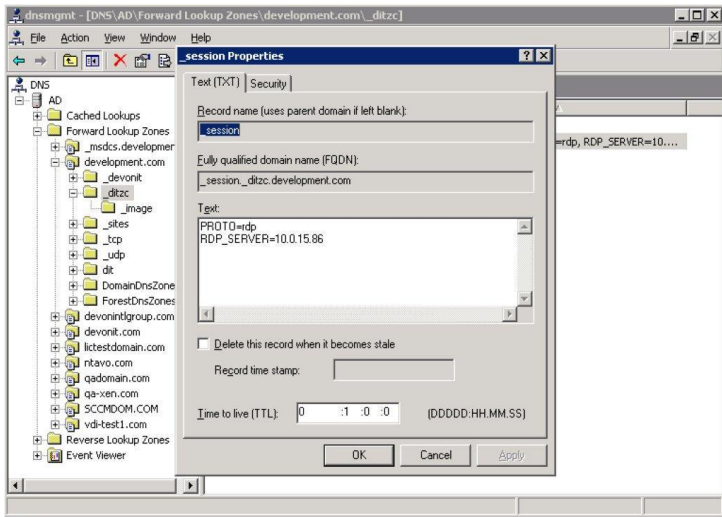 dnsmgmt - [DNS\AD\Forward Lookup Zones\development.com\_ditzc]
File Action View Window Help
DNS
AD
Cached Lookups
Forward Lookup Zones
_msdcs.developmer
development.com
_devonit
_ditzc
_image
_sites
_tcp
_udp
dit
DomainDnsZone
ForestDnsZones
devonintlgroup.com
devonit.com
lictestdomain.com
ntavo.com
qadomain.com
qa-xen.com
SCCMDOM.COM
vdi-test1.com
Reverse Lookup Zones
Event Viewer
_session Properties
Text (TXT) Security
Record name (uses parent domain if left blank):
_session
Fully qualified domain name (FQDN):
_session._ditzc.development.com
Text:
PROTO=rdp
RDP_SERVER=10.0.15.86
Delete this record when it becomes stale
Record time stamp:
Time to live (TTL): 0 :1 :0 :0 (DDDDD:HH.MM.SS)
OK Cancel Apply
=rdp, RDP_SERVER=10....